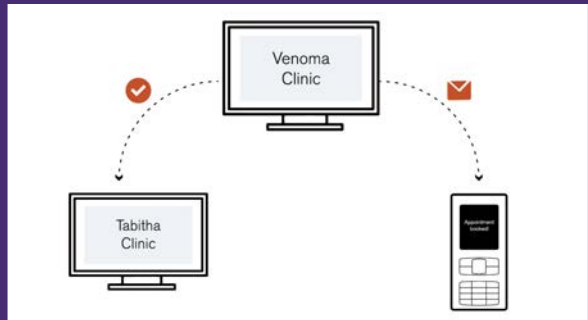 Venoma
Clinic
Tabitha
Clinic
Appointment
booked!